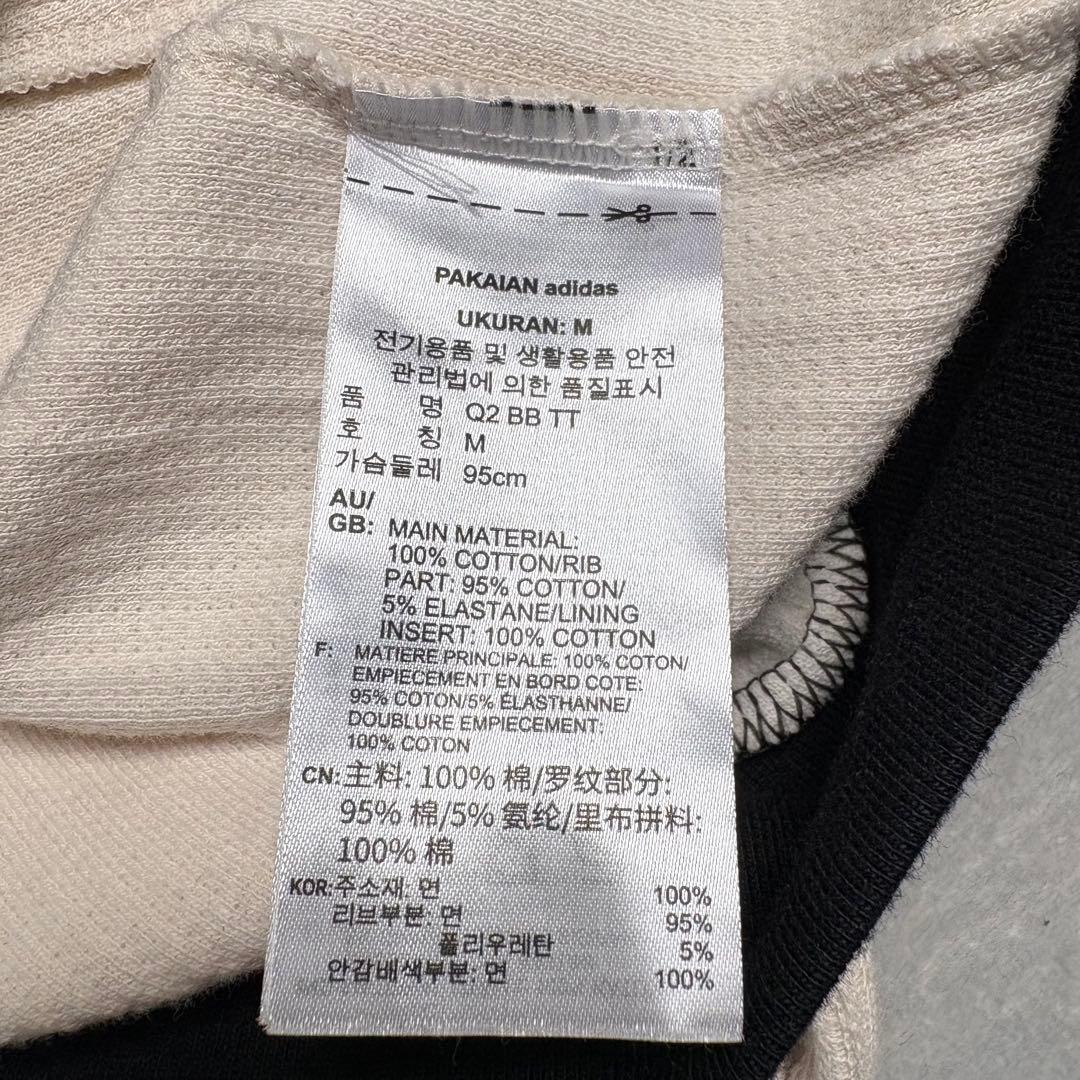 PAKAIAN adidas
UKURAN: M
전기용품 및 생활용품 안전
관리법에 의한 품질표시
품 명 Q2 BB TT
호 칭 M
가슴둘레 95cm
AU/
GB: MAIN MATERIAL:
100% COTTON/RIB
PART: 95% COTTON/
5% ELASTANE/LINING
INSERT: 100% COTTON
F: MATIERE PRINCIPALE: 100% COTON/
EMPIECEMENT EN BORD COTE:
95% COTON/5% ELASTHANNE/
DOUBLURE EMPIECEMENT:
100% COTON
CN: 主料: 100% 棉/罗纹部分:
95% 棉/5% 氨纶/里布拼料:
100% 棉
KOR: 주소재: 면 100%
리브부분: 면 95%
폴리우레탄 5%
안감배색부분: 면 100%